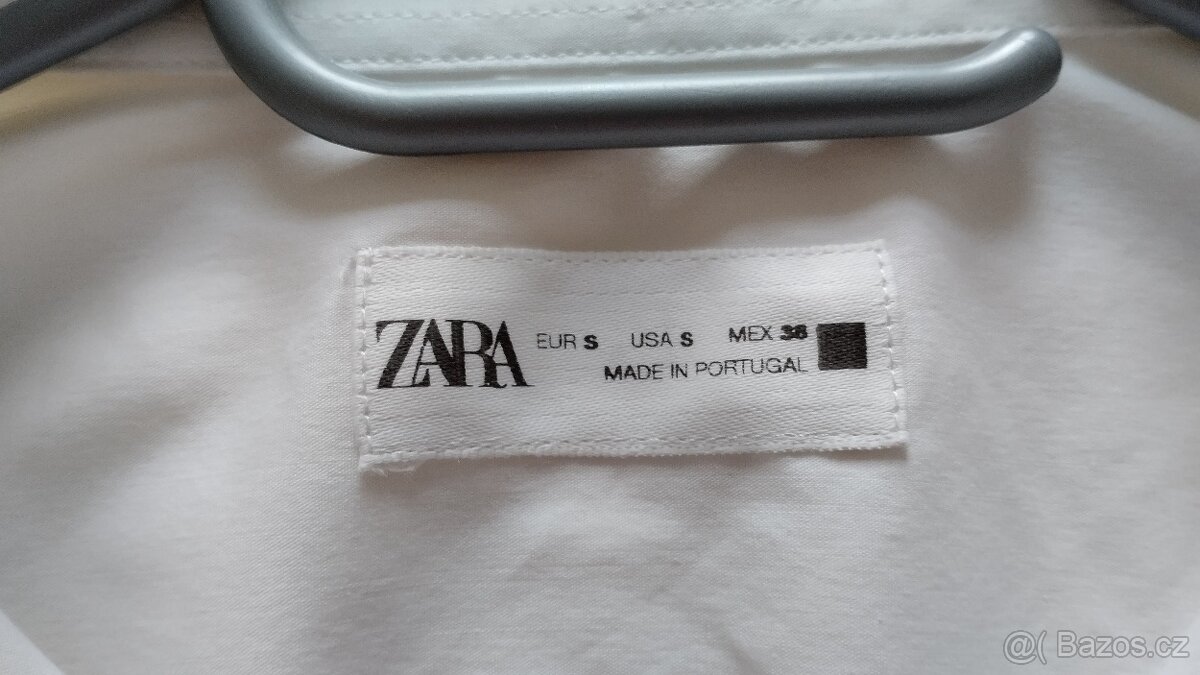 ZARA EUR S USA S MEX 36
MADE IN PORTUGAL
@( Bazos.cz